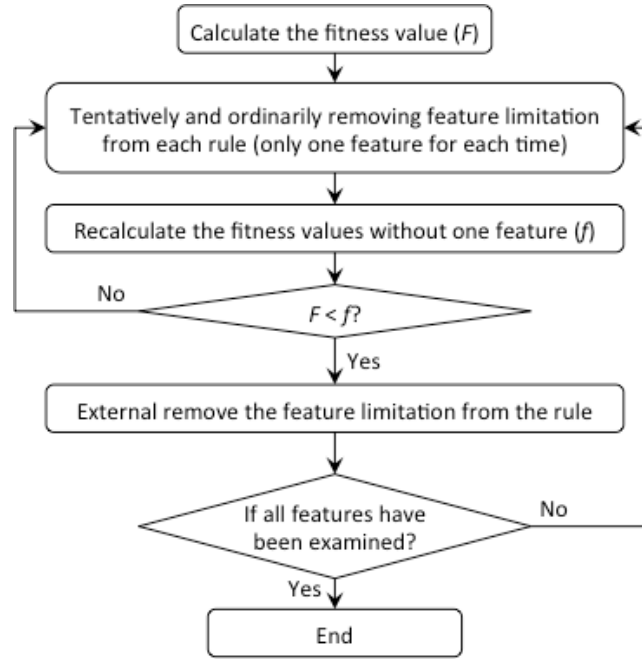 Calculate the fitness value (F)
Tentatively and ordinarily removing feature limitation
from each rule (only one feature for each time)
Recalculate the fitness values without one feature (f)
No
F < f?
Yes
External remove the feature limitation from the rule
If all features have
been examined?
No
Yes
End